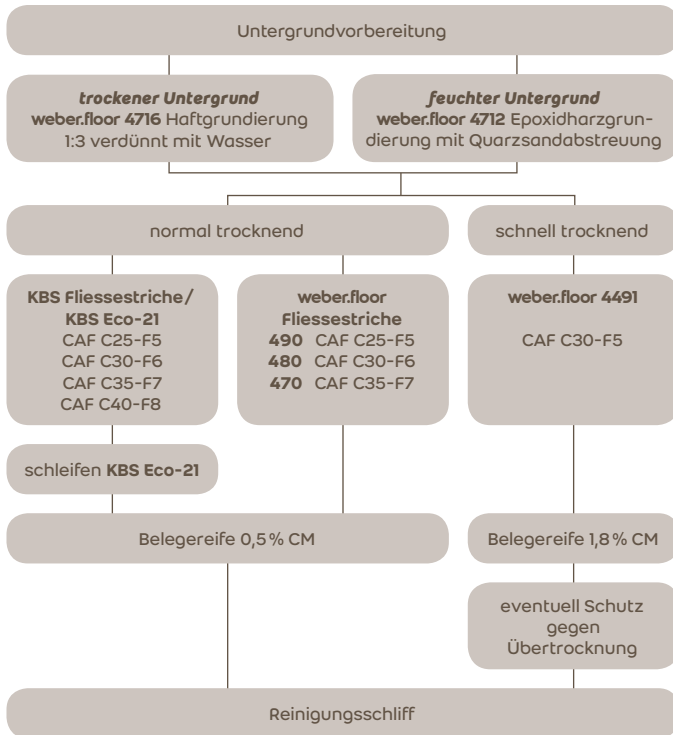 Untergrundvorbereitung
trockener Untergrund
weber.floor 4716 Haftgrundierung
1:3 verdünnt mit Wasser
feuchter Untergrund
weber.floor 4712 Epoxidharzgrun-
dierung mit Quarzsandabstreuung
normal trocknend
schnell trocknend
KBS Fliessestriche/
KBS Eco-21
CAF C25-F5
CAF C30-F6
CAF C35-F7
CAF C40-F8
weber.floor
Fliessestriche
490 CAF C25-F5
480 CAF C30-F6
470 CAF C35-F7
weber.floor 4491
CAF C30-F5
schleifen KBS Eco-21
Belegereife 0,5 % CM
Belegereife 1,8 % CM
eventuell Schutz
gegen
Übertrocknung
Reinigungsschliff